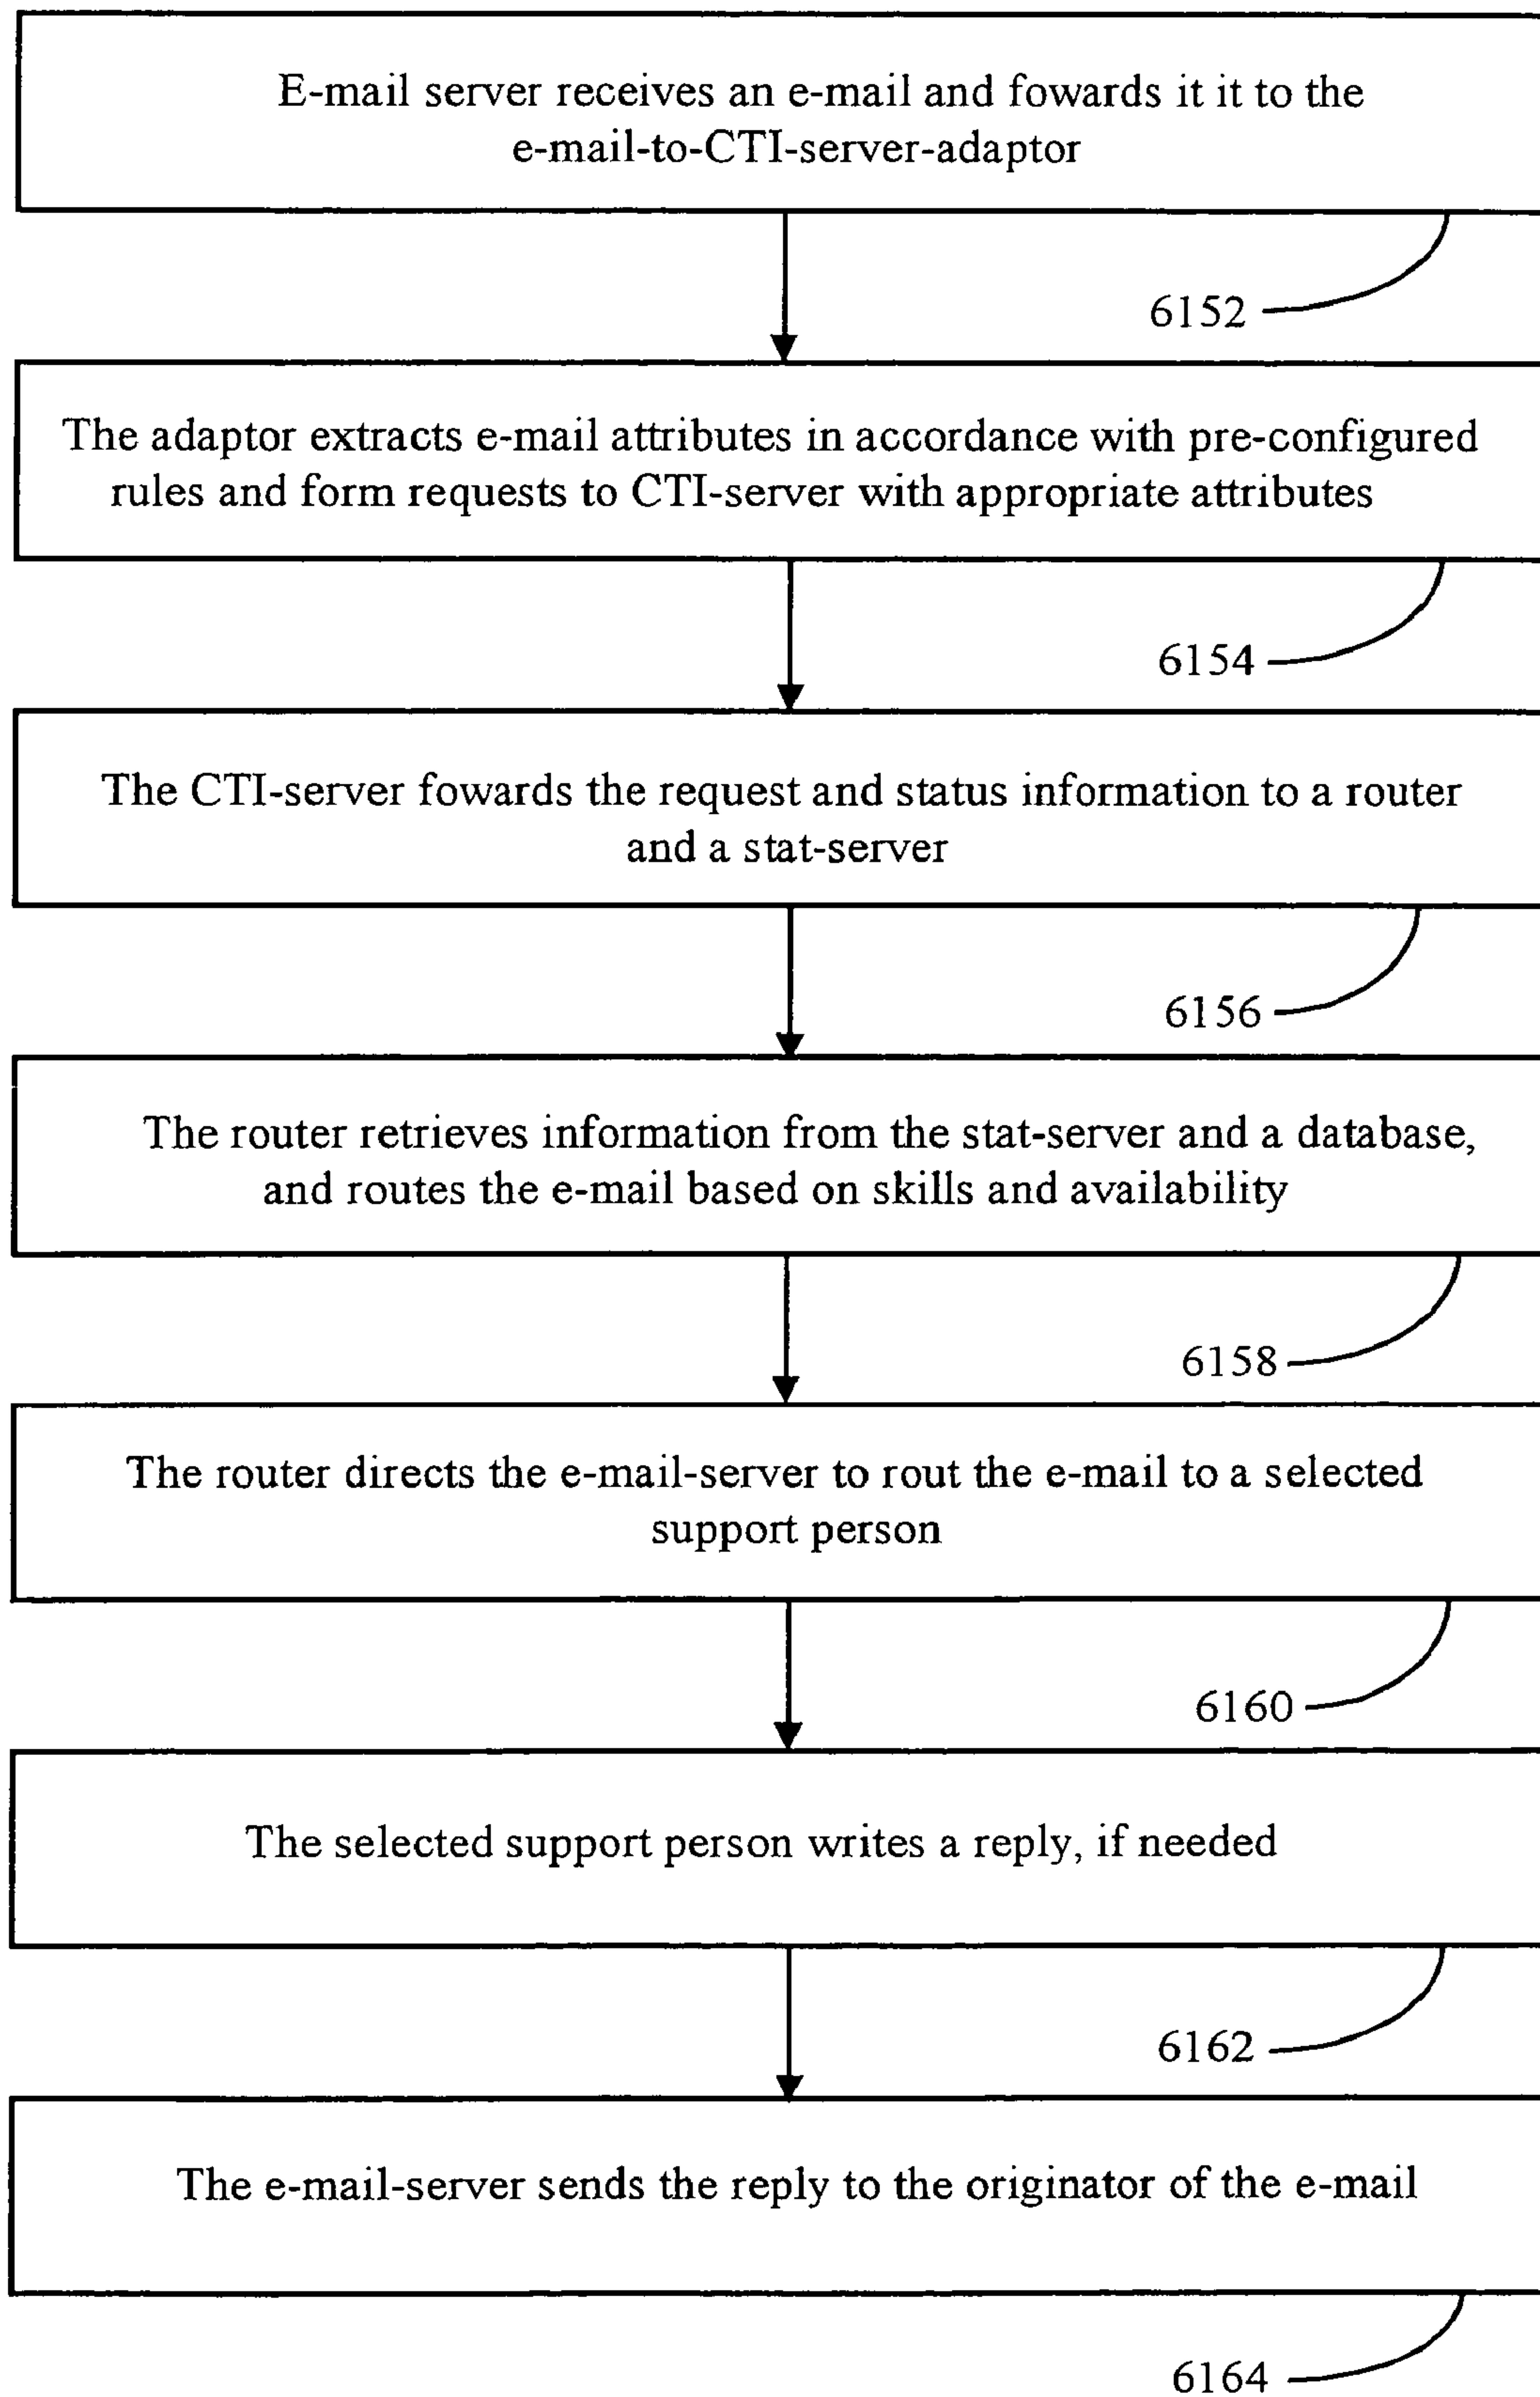 E-mail server receives an e-mail and fowards it it to the
e-mail-to-CTI-server-adaptor
6152
The adaptor extracts e-mail attributes in accordance with pre-configured
rules and form requests to CTI-server with appropriate attributes
6154
The CTI-server fowards the request and status information to a router
and a stat-server
6156
The router retrieves information from the stat-server and a database,
and routes the e-mail based on skills and availability
6158
The router directs the e-mail-server to rout the e-mail to a selected
support person
6160
The selected support person writes a reply, if needed
6162
The e-mail-server sends the reply to the originator of the e-mail
6164